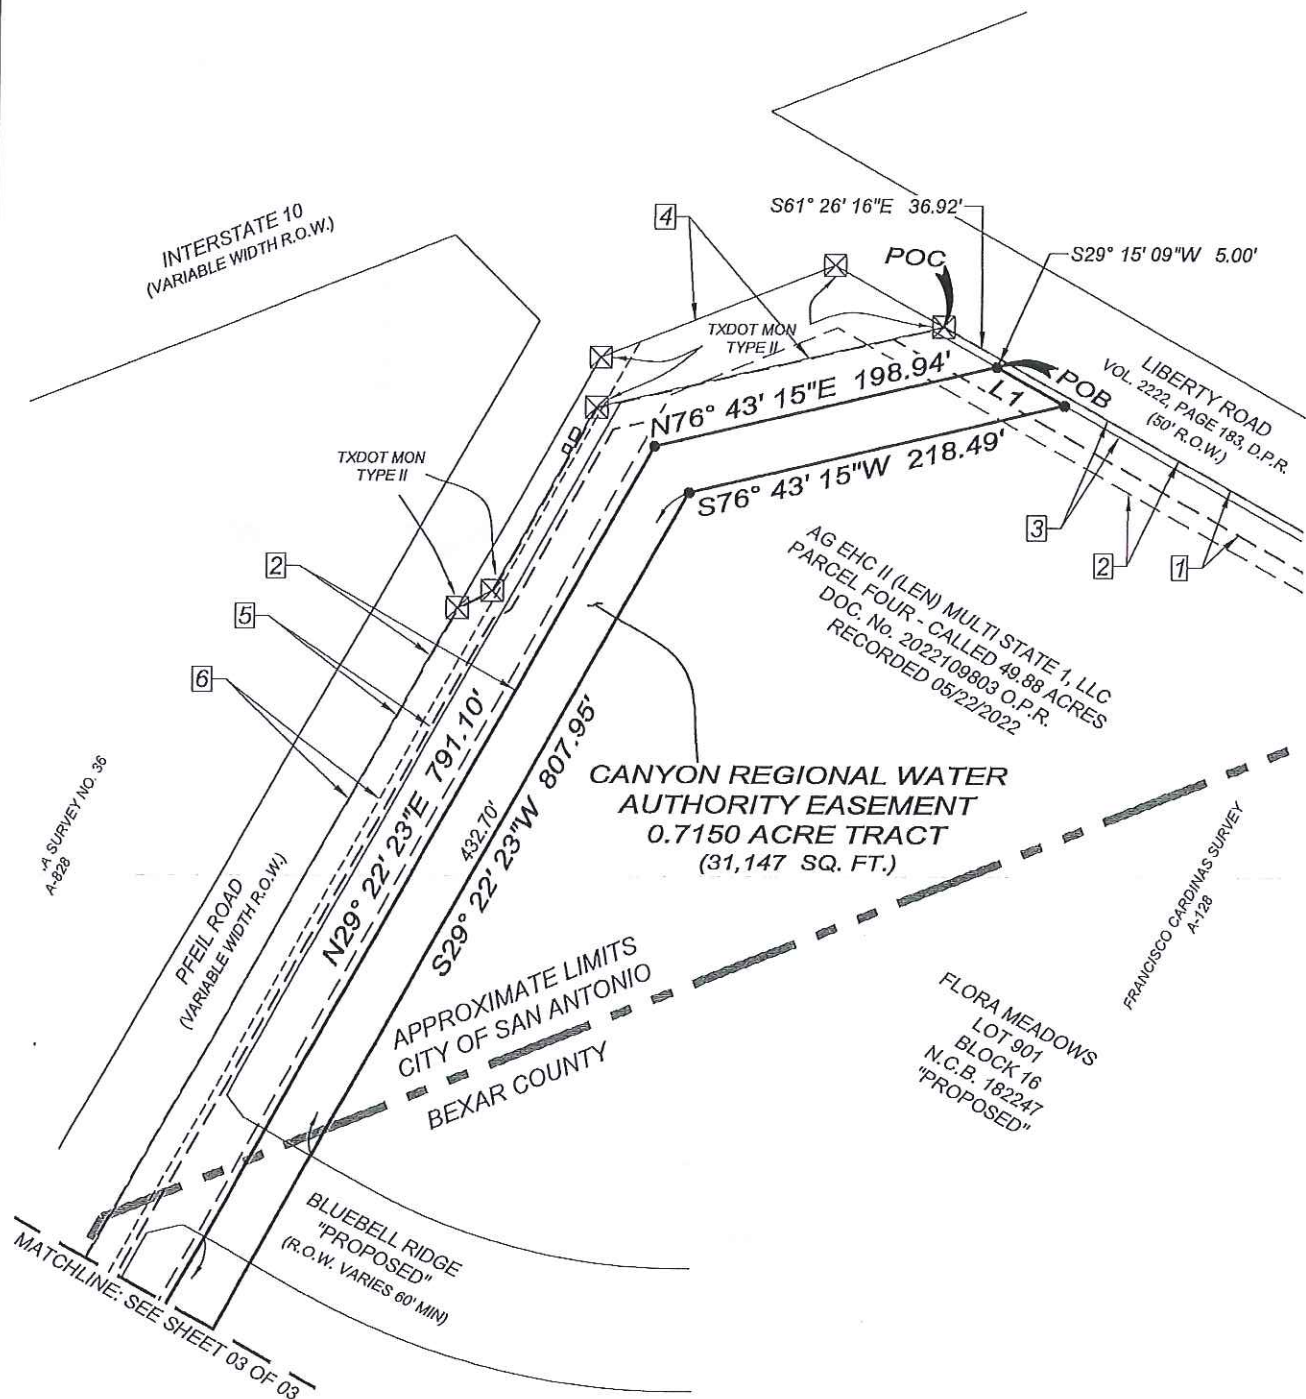 INTERSTATE 10
(VARIABLE WIDTH R.O.W.)
4
S61° 26' 16"E 36.92'
POC
S29° 15' 09"W 5.00'
TXDOT MON
TYPE II
LIBERTY ROAD
VOL. 2222, PAGE 183, D.P.R.
(50' R.O.W.)
POB
L1
N76° 43' 15"E 198.94'
S76° 43' 15"W 218.49'
TXDOT MON
TYPE II
3
2
1
2
5
6
AG EHC II (LEN) MULTI STATE 1, LLC
PARCEL FOUR - CALLED 49.88 ACRES
DOC. No. 2022109803 O.P.R.
RECORDED 05/22/2022
CANYON REGIONAL WATER
AUTHORITY EASEMENT
0.7150 ACRE TRACT
(31,147 SQ. FT.)
N29° 22' 23"E 791.10'
432.70'
S29° 22' 23"W 807.95'
A SURVEY NO. 36
A-828
PFEIL ROAD
(VARIABLE WIDTH R.O.W.)
FRANCISCO CARDINAS SURVEY
A-128
APPROXIMATE LIMITS
CITY OF SAN ANTONIO
BEXAR COUNTY
FLORA MEADOWS
LOT 901
BLOCK 16
N.C.B. 182247
"PROPOSED"
BLUEBELL RIDGE
"PROPOSED"
(R.O.W. VARIES 60' MIN)
MATCHLINE: SEE SHEET 03 OF 03